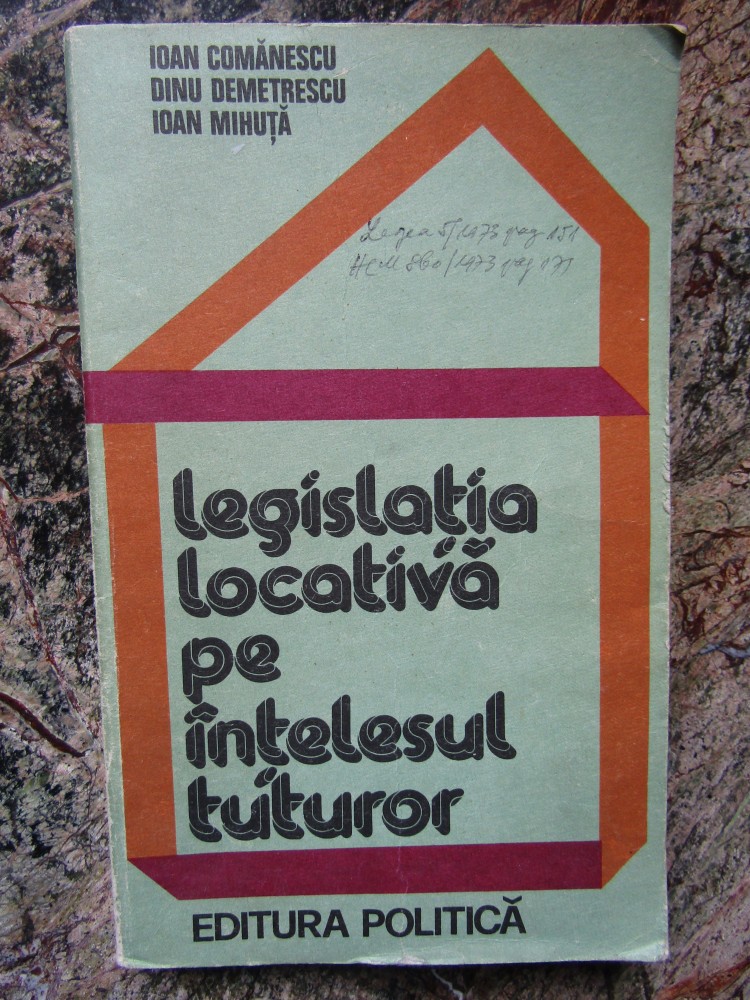 IOAN COMĂNESCU
DINU DEMETRESCU
IOAN MIHUȚĂ
Legea 5/1973 pag 151
HCM 860/1973 pag 171
legislația
locativă
pe
înțelesul
tuturor
EDITURA POLITICĂ